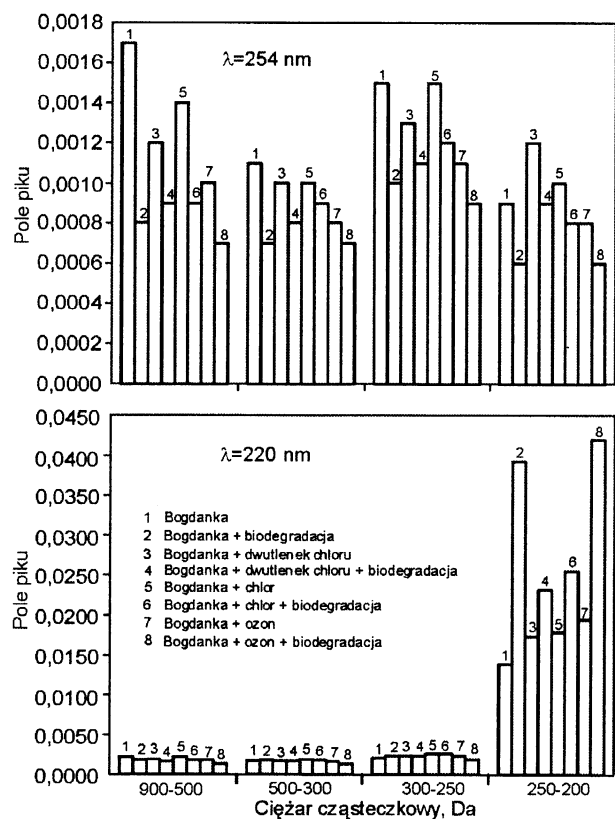 λ=254 nm
Pole piku
0,0018
0,0016
0,0014
0,0012
0,0010
0,0008
0,0006
0,0004
0,0002
0,0000
1 2 3 4 5 6 7 8
1 2 3 4 5 6 7 8
1 2 3 4 5 6 7 8
1 2 3 4 5 6 7 8
λ=220 nm
Pole piku
0,0450
0,0400
0,0350
0,0300
0,0250
0,0200
0,0150
0,0100
0,0050
0,0000
1 Bogdanka
2 Bogdanka + biodegradacja
3 Bogdanka + dwutlenek chloru
4 Bogdanka + dwutlenek chloru + biodegradacja
5 Bogdanka + chlor
6 Bogdanka + chlor + biodegradacja
7 Bogdanka + ozon
8 Bogdanka + ozon + biodegradacja
1 2 3 4 5 6 7 8
1 2 3 4 5 6 7 8
1 2 3 4 5 6 7 8
1 2 3 4 5 6 7 8
900-500 500-300 300-250 250-200
Ciężar cząsteczkowy, Da